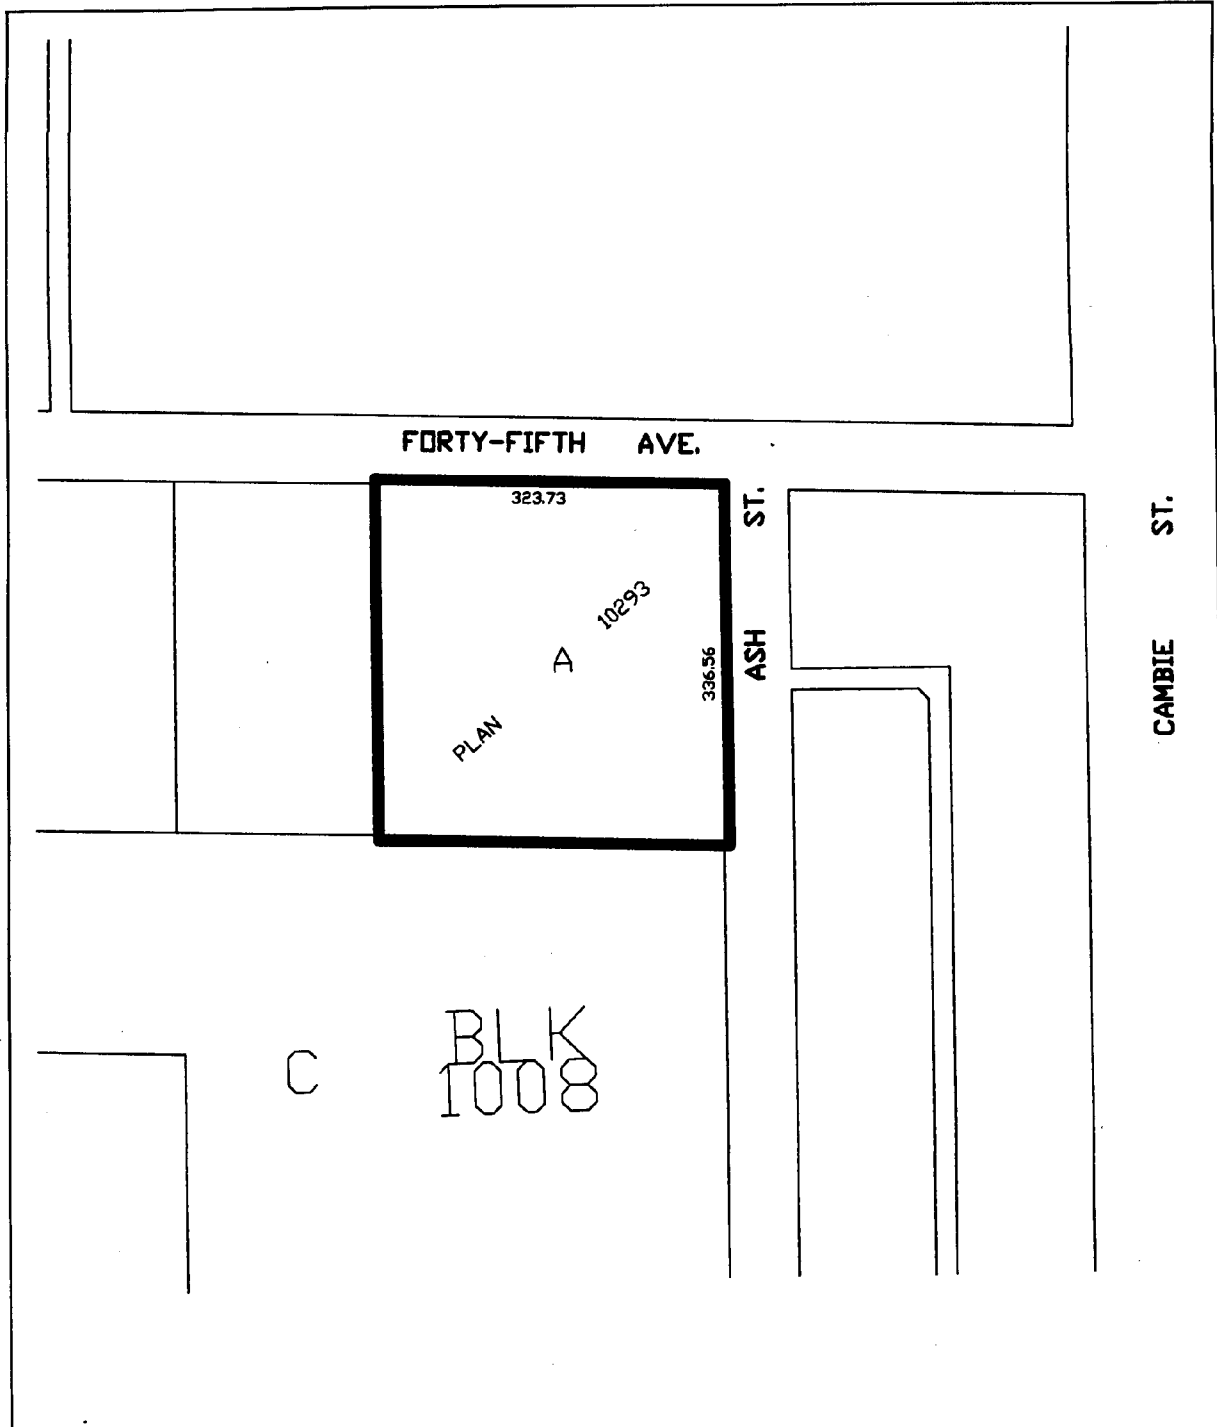 FORTY-FIFTH AVE.
323.73
ASH ST.
CAMBIE ST.
336.56
PLAN 10293
A
C
BLK
1008